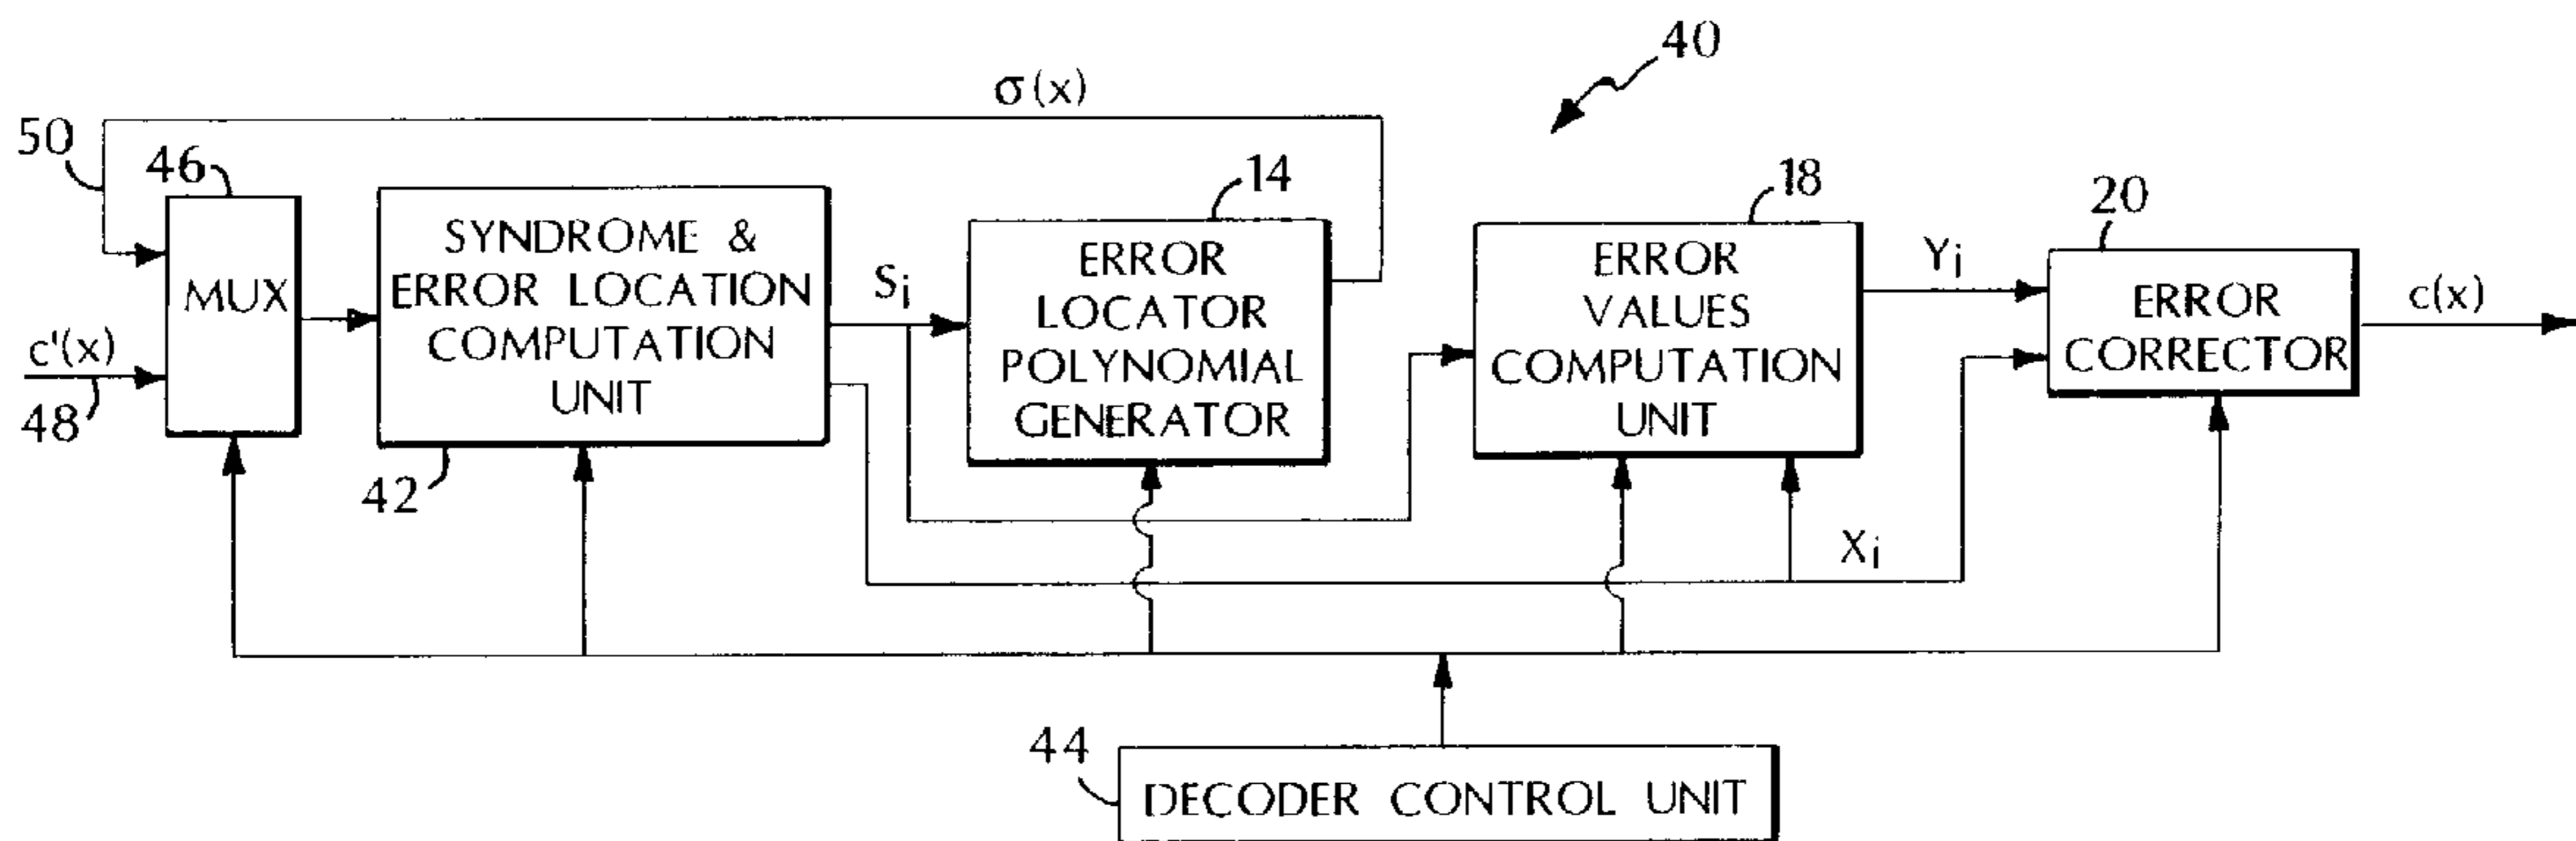 40
σ(x)
50
46
14
18
20
MUX
SYNDROME &
ERROR LOCATION
COMPUTATION
UNIT
Si
ERROR
LOCATOR
POLYNOMIAL
GENERATOR
ERROR
VALUES
COMPUTATION
UNIT
Yi
ERROR
CORRECTOR
c(x)
c'(x)
48
42
Xi
44
DECODER CONTROL UNIT